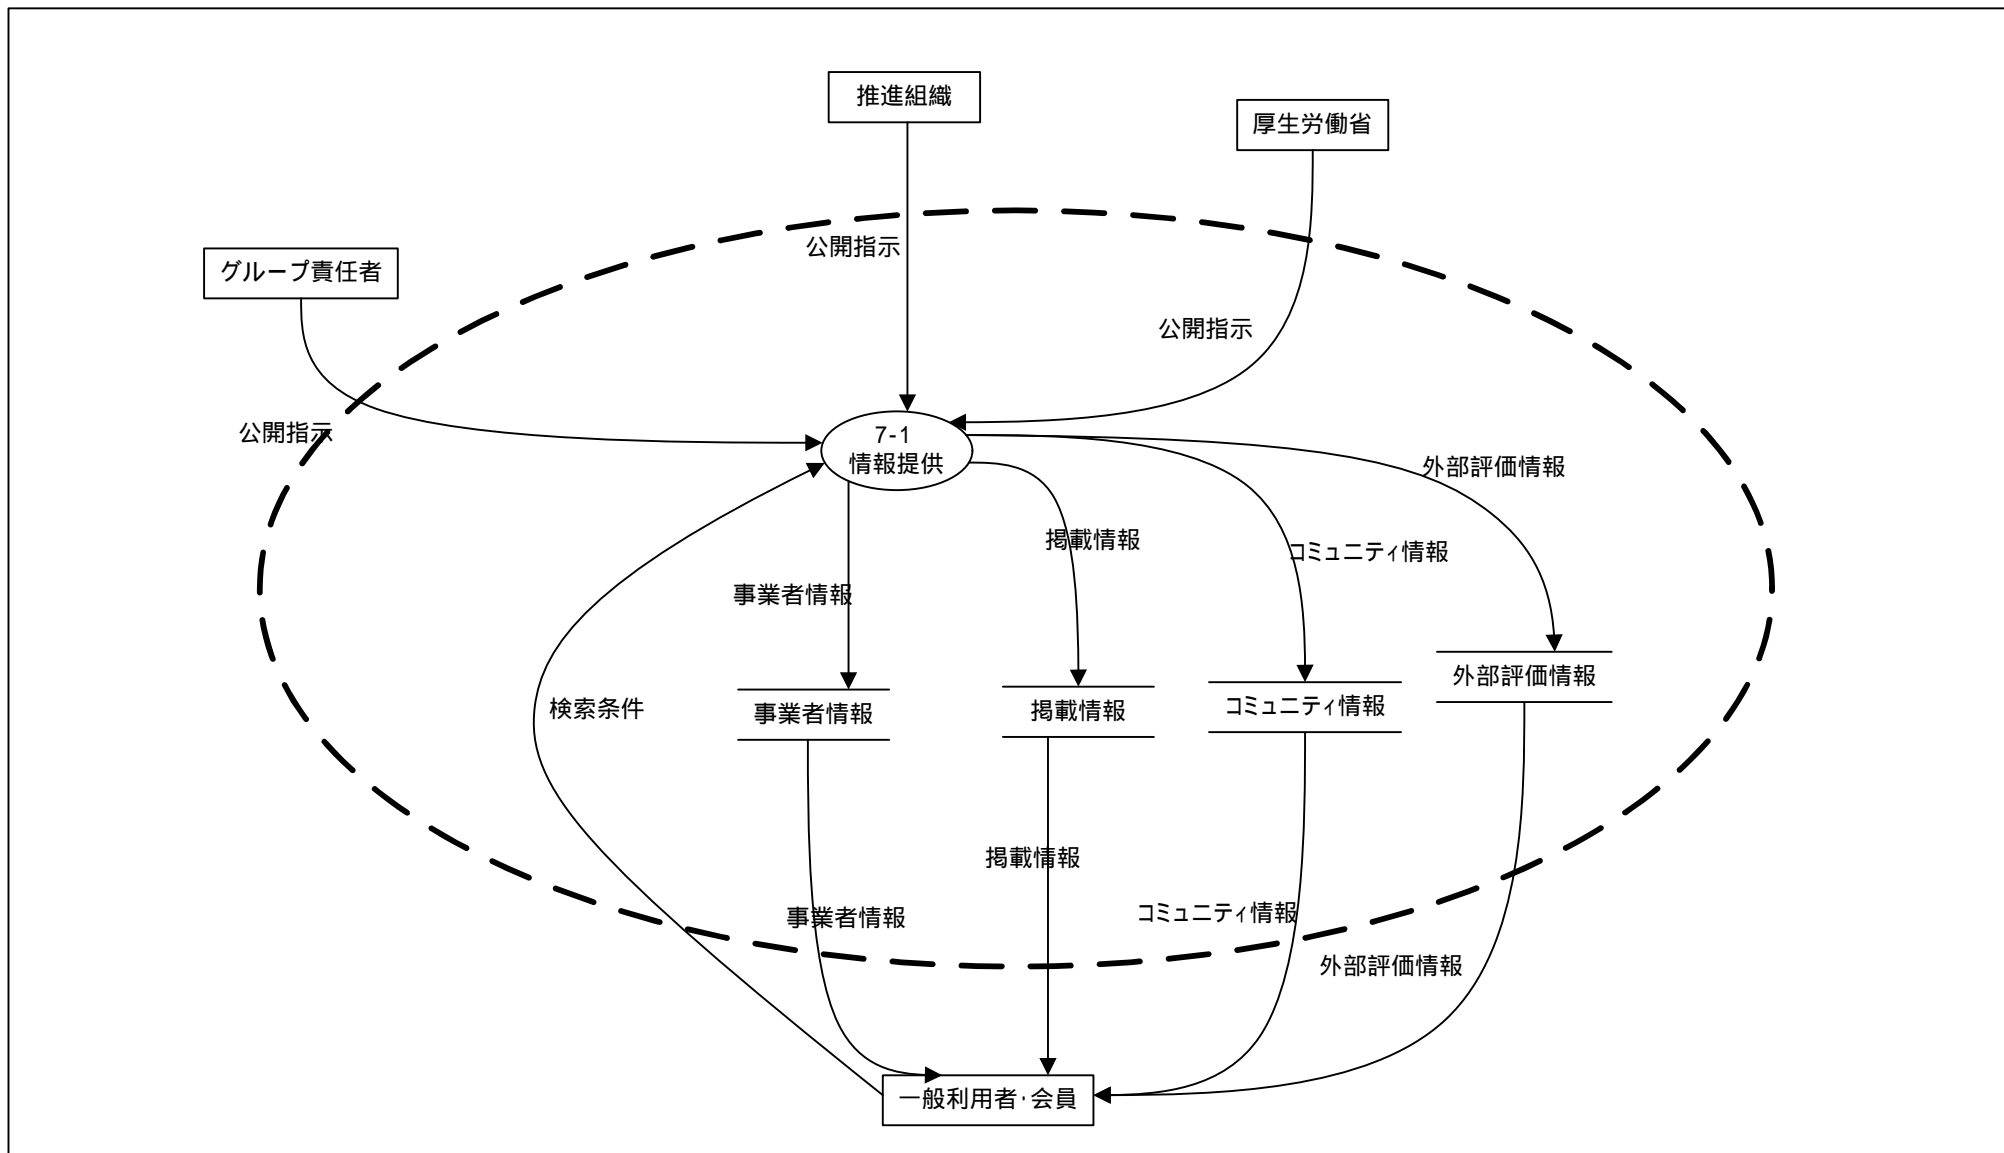 推進組織
厚生労働省
公開指示
グループ責任者
公開指示
公開指示
7-1
情報提供
外部評価情報
掲載情報
コミュニティ情報
事業者情報
外部評価情報
検索条件
事業者情報
掲載情報
コミュニティ情報
掲載情報
事業者情報
コミュニティ情報
外部評価情報
一般利用者・会員